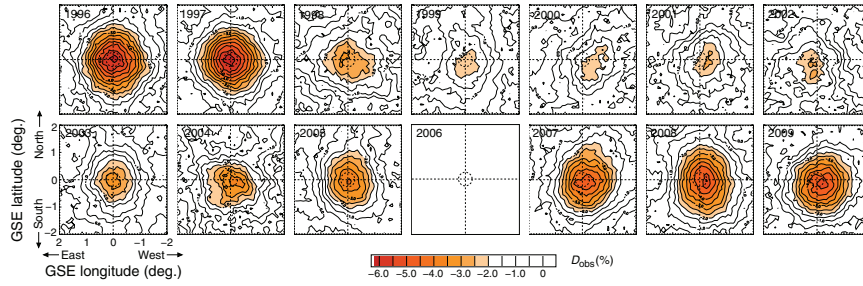 1996 1997 1998 1999 2000 2001 2002
2003 2004 2005 2006 2007 2008 2009
GSE latitude (deg.)
North
South
2
1
0
−1
−2
2 1 0 −1 −2
East West
GSE longitude (deg.)
−6.0 −5.0 −4.0 −3.0 −2.0 −1.0 0
Dobs(%)